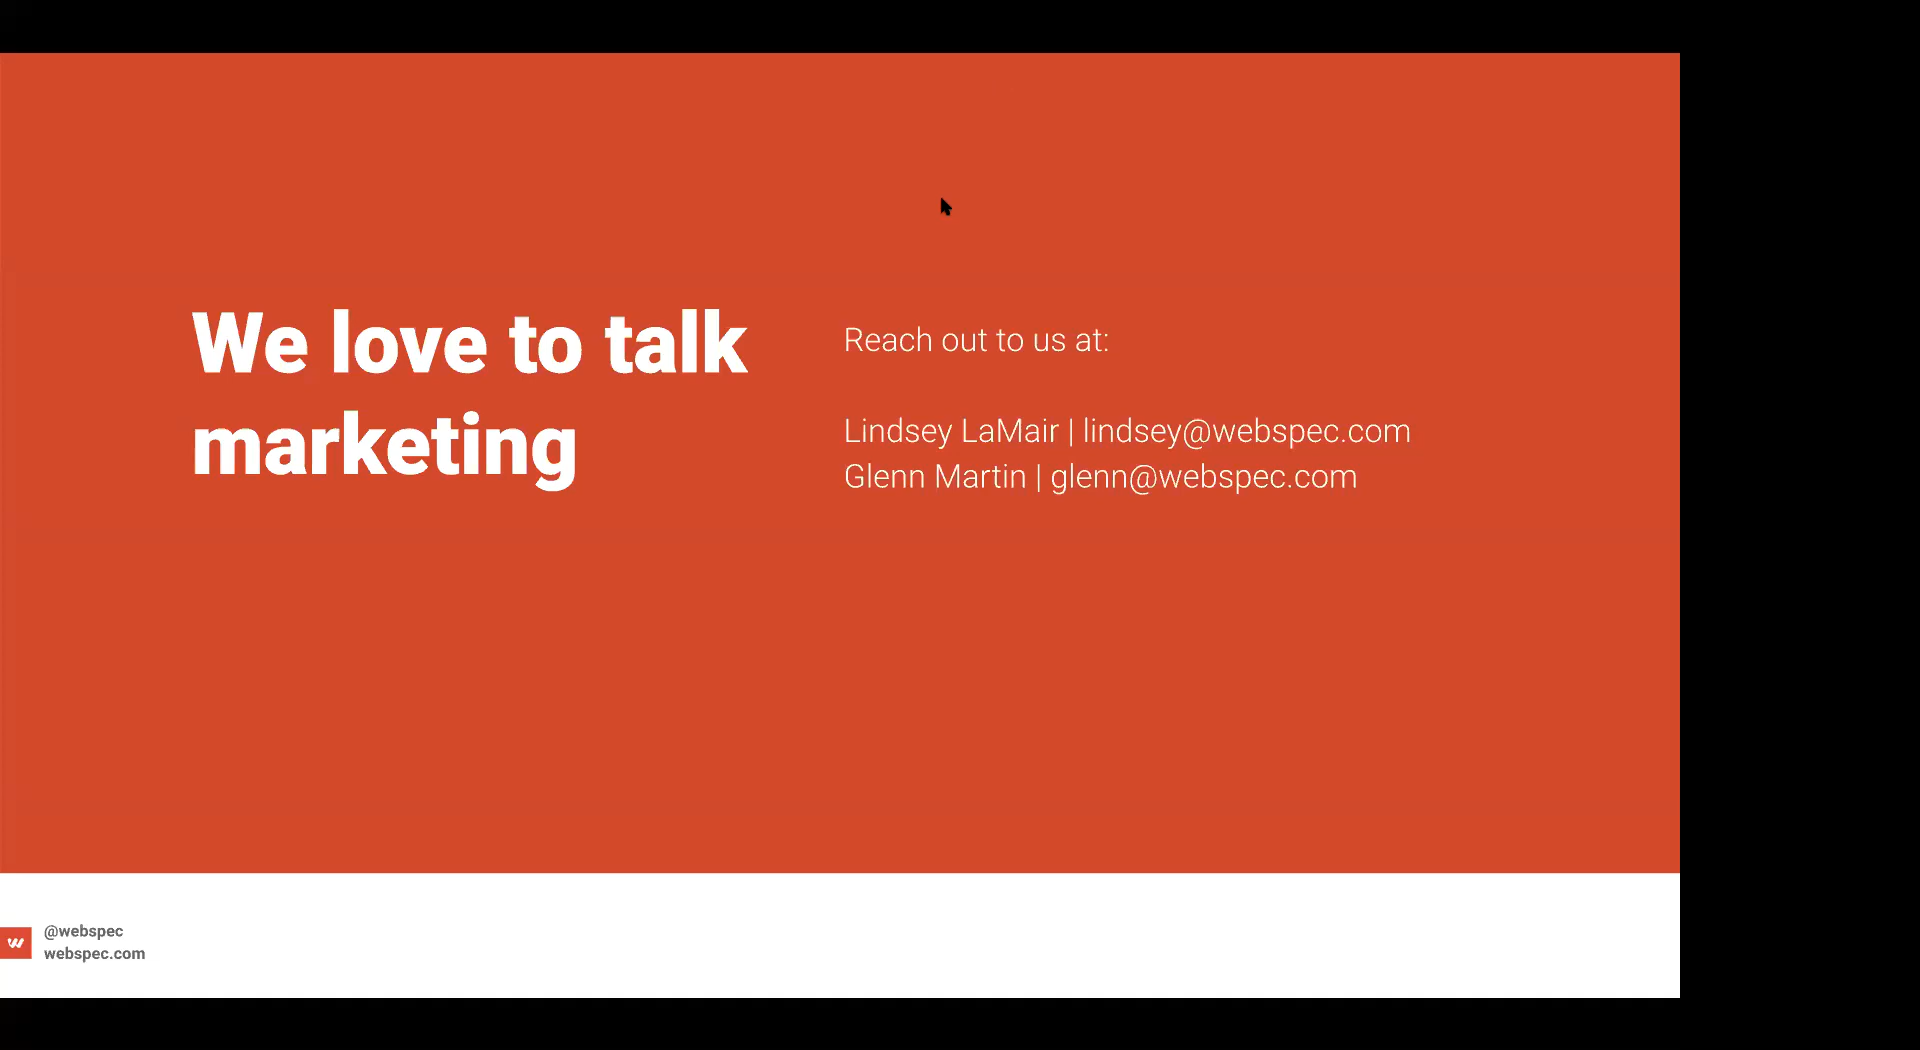 We love to talk
marketing
Reach out to us at:
Lindsey LaMair | lindsey@webspec.com
Glenn Martin | glenn@webspec.com
@webspec
webspec.com